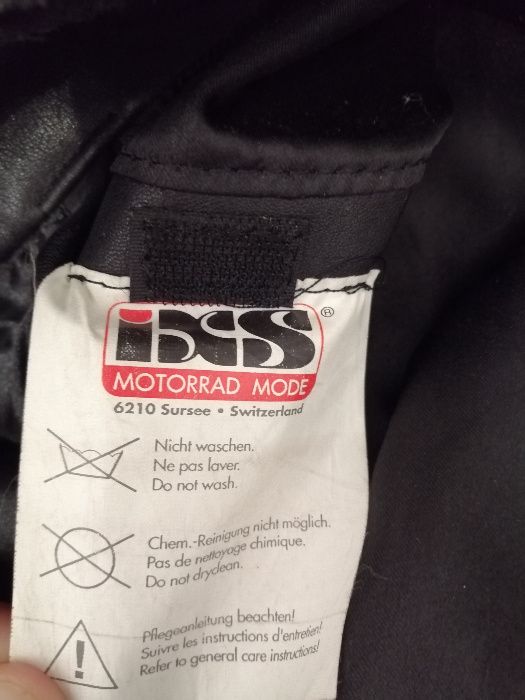 iXS®
MOTORRAD MODE
6210 Sursee • Switzerland
Nicht waschen.
Ne pas laver.
Do not wash.
Chem.-Reinigung nicht möglich.
Pas de nettoyage chimique.
Do not dryclean.
Pflegeanleitung beachten!
Suivre les instructions d'entretien!
Refer to general care instructions!